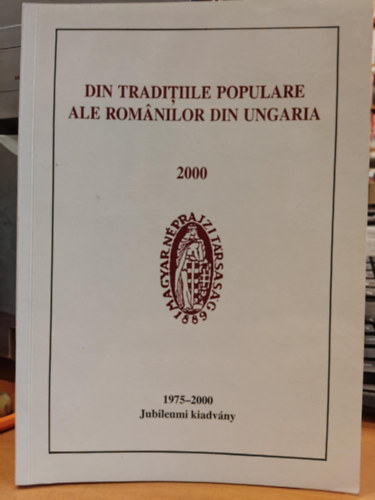 DIN TRADIȚIILE POPULARE
ALE ROMÂNILOR DIN UNGARIA
2000
MAGYAR NÉPRAJZI TÁRSASÁG
1889
1975–2000
Jubileumi kiadvány